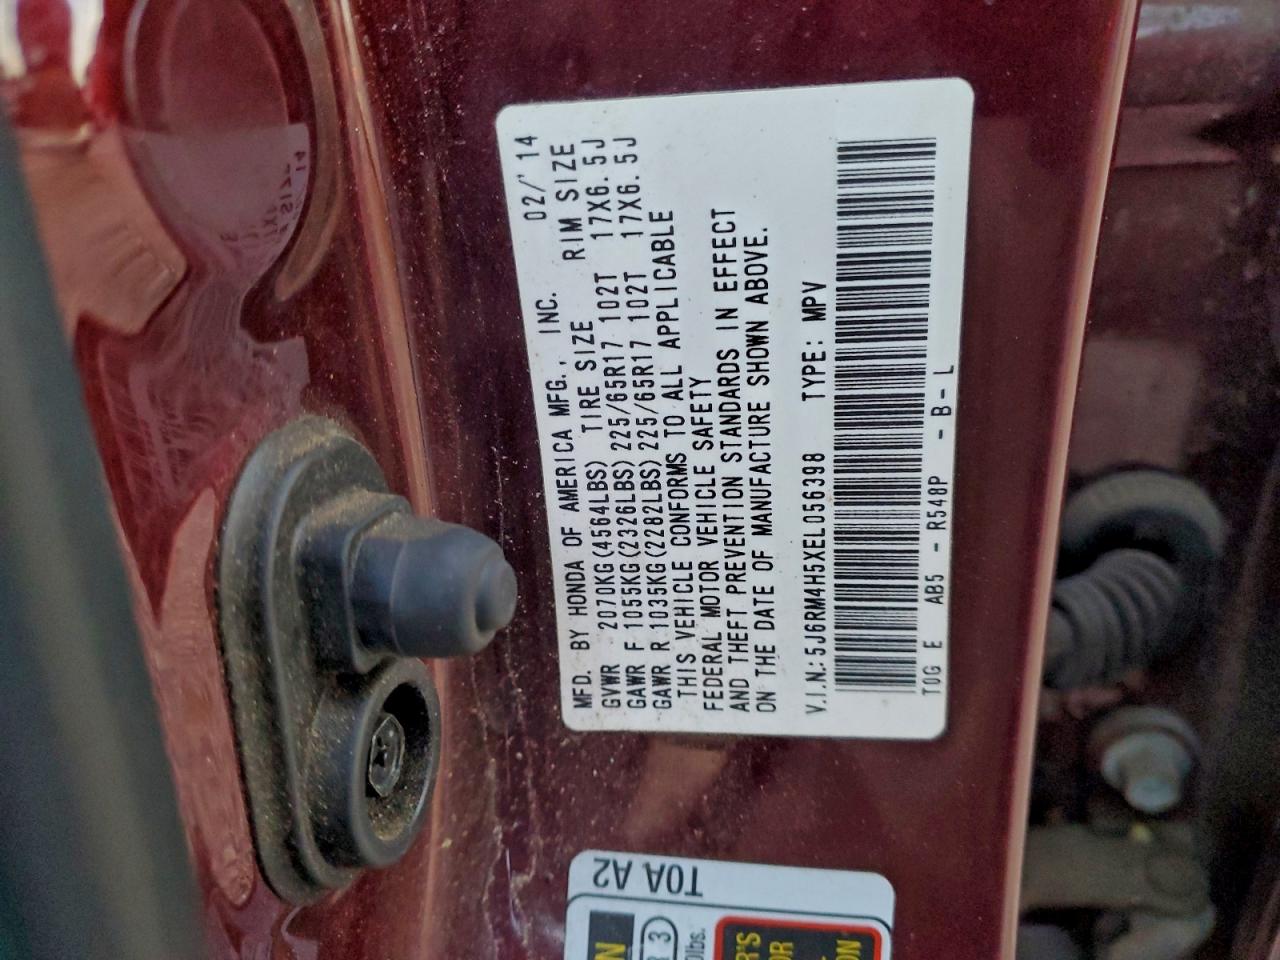 MFD. BY HONDA OF AMERICA MFG., INC. 02/'14
GVWR 2070KG(4564LBS) TIRE SIZE RIM SIZE
GAWR F 1055KG(2326LBS) 225/65R17 102T 17X6.5J
GAWR R 1035KG(2282LBS) 225/65R17 102T 17X6.5J
THIS VEHICLE CONFORMS TO ALL APPLICABLE
FEDERAL MOTOR VEHICLE SAFETY
AND THEFT PREVENTION STANDARDS IN EFFECT
ON THE DATE OF MANUFACTURE SHOWN ABOVE.
V.I.N.: 5J6RM4H5XEL056398 TYPE: MPV
T0G E AB5 - R548P - B - L
T0A A2